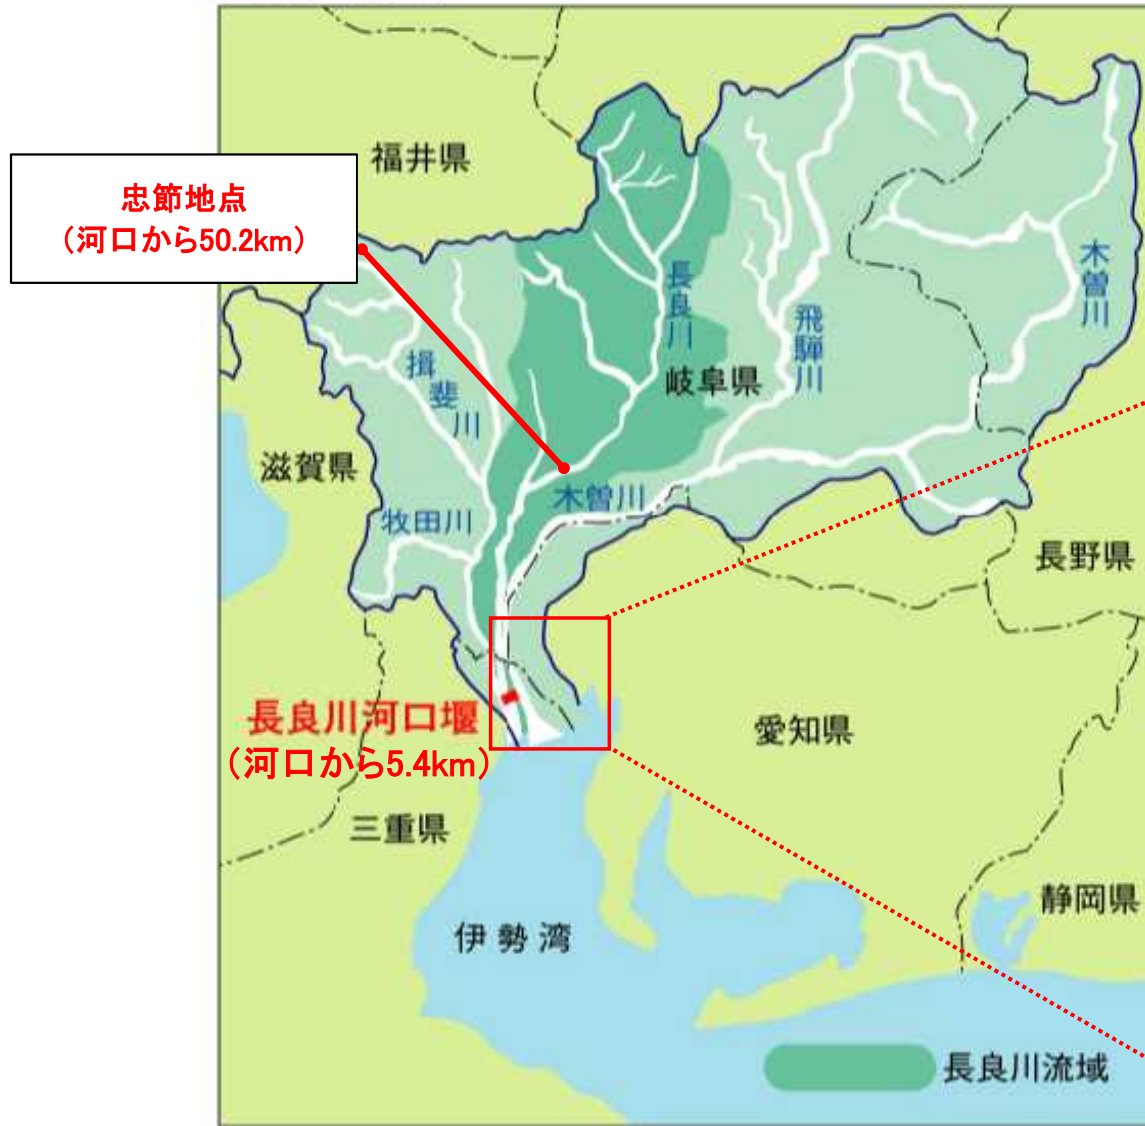 福井県
忠節地点
（河口から50.2km）
長良川
木曽川
飛騨川
岐阜県
揖斐川
滋賀県
木曽川
牧田川
長野県
長良川河口堰
（河口から5.4km）
愛知県
三重県
静岡県
伊勢湾
長良川流域